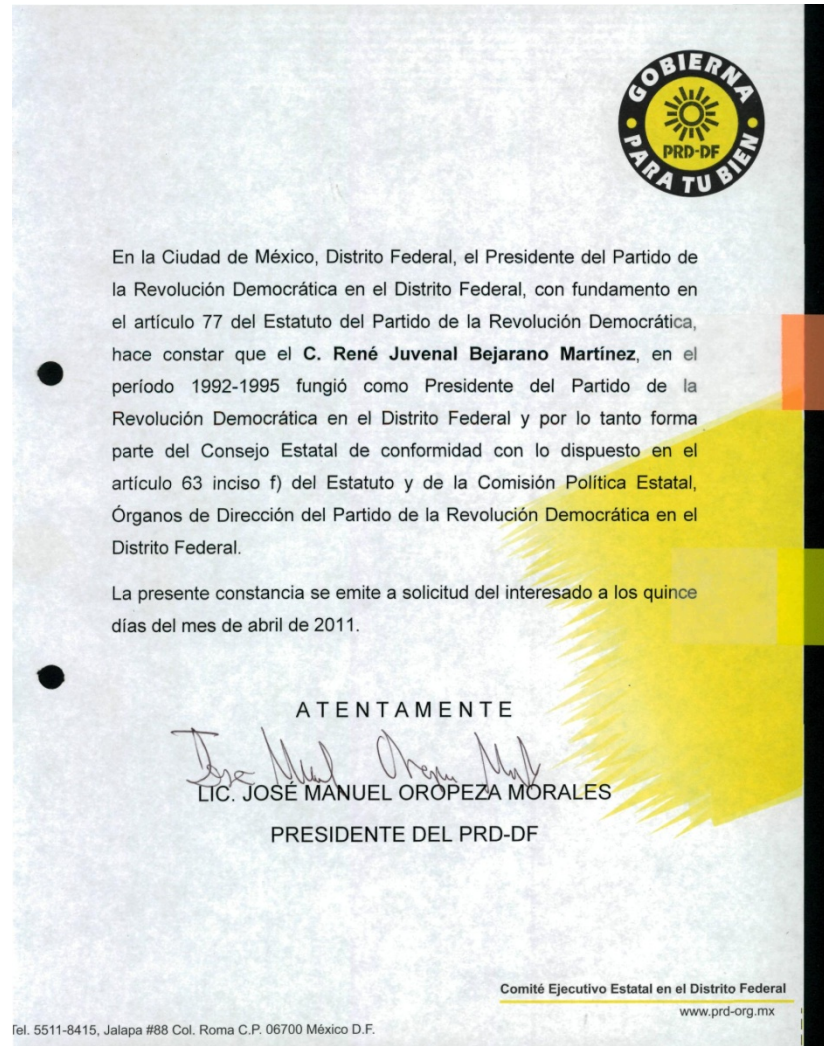 GOBIERNA
PRD-DF
PARA TU BIEN
En la Ciudad de México, Distrito Federal, el Presidente del Partido de
la Revolución Democrática en el Distrito Federal, con fundamento en
el artículo 77 del Estatuto del Partido de la Revolución Democrática,
hace constar que el C. René Juvenal Bejarano Martínez, en el
período 1992-1995 fungió como Presidente del Partido de la
Revolución Democrática en el Distrito Federal y por lo tanto forma
parte del Consejo Estatal de conformidad con lo dispuesto en el
artículo 63 inciso f) del Estatuto y de la Comisión Política Estatal,
Órganos de Dirección del Partido de la Revolución Democrática en el
Distrito Federal.
La presente constancia se emite a solicitud del interesado a los quince
días del mes de abril de 2011.
A T E N T A M E N T E
LIC. JOSÉ MANUEL OROPEZA MORALES
PRESIDENTE DEL PRD-DF
Comité Ejecutivo Estatal en el Distrito Federal
www.prd-org.mx
Tel. 5511-8415, Jalapa #88 Col. Roma C.P. 06700 México D.F.